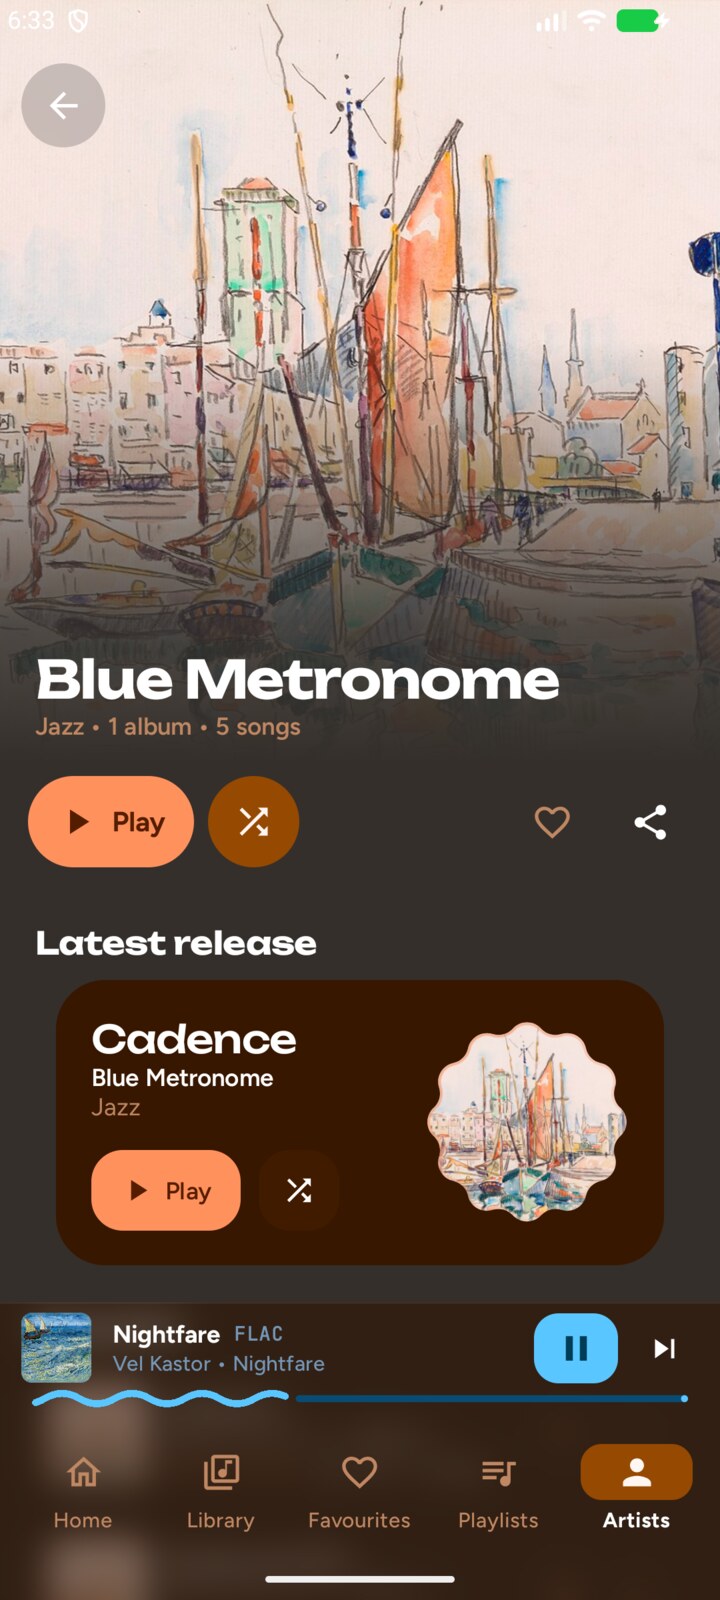 6:33
Blue Metronome
Jazz • 1 album • 5 songs
Play
Latest release
Cadence
Blue Metronome
Jazz
Play
Nightfare FLAC
Vel Kastor • Nightfare
Home Library Favourites Playlists Artists